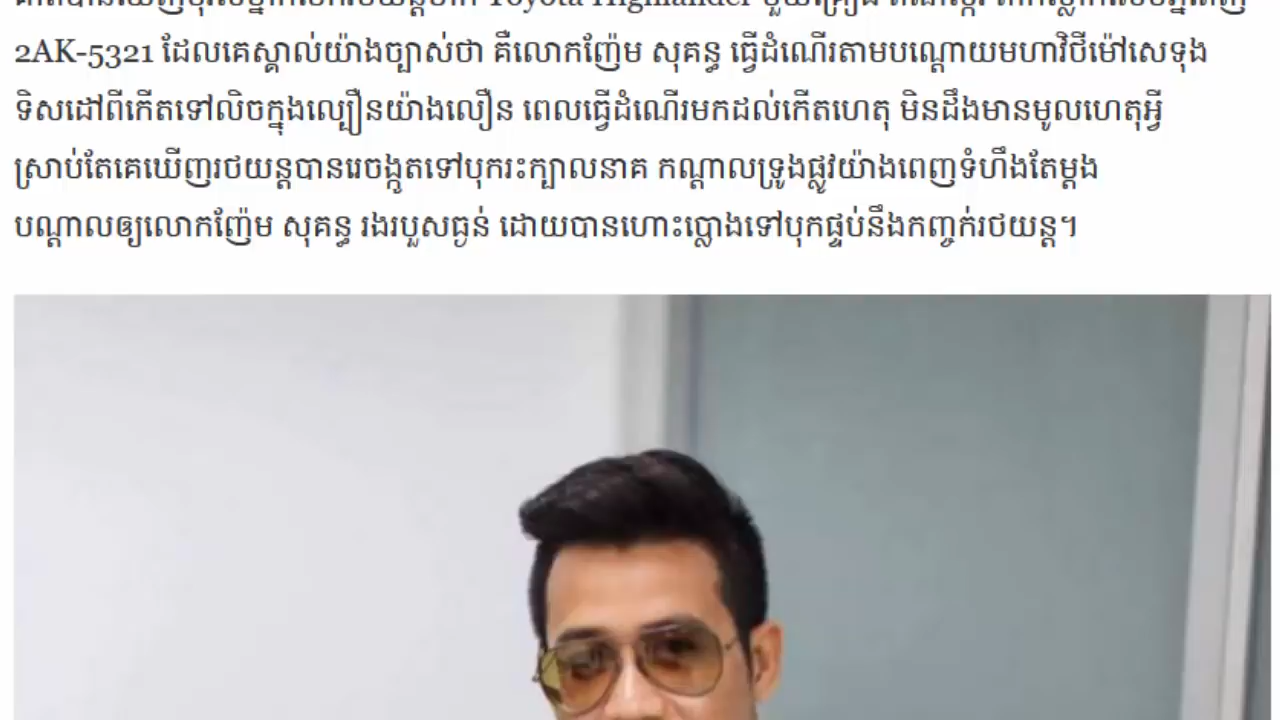 Toyota Highlander
2AK-5321 ដែលគេស្គាល់យ៉ាងច្បាស់ថា គឺលោកញ៉ែម សុគន្ធ ធ្វើដំណើរតាមបណ្តោយមហាវិថីម៉ៅសេទុង
ទិសដៅពីកើតទៅលិចក្នុងល្បឿនយ៉ាងលឿន ពេលធ្វើដំណើរមកដល់កើតហេតុ មិនដឹងមានមូលហេតុអ្វី
ស្រាប់តែគេឃើញរថយន្តបានរេចង្កូតទៅបុករះក្បាលនាគ កណ្តាលទ្រូងផ្លូវយ៉ាងពេញទំហឹងតែម្តង
បណ្តាលឲ្យលោកញ៉ែម សុគន្ធ រងរបួសធ្ងន់ ដោយបានហោះប្លោងទៅបុកផ្ទប់នឹងកញ្ចក់រថយន្ត។